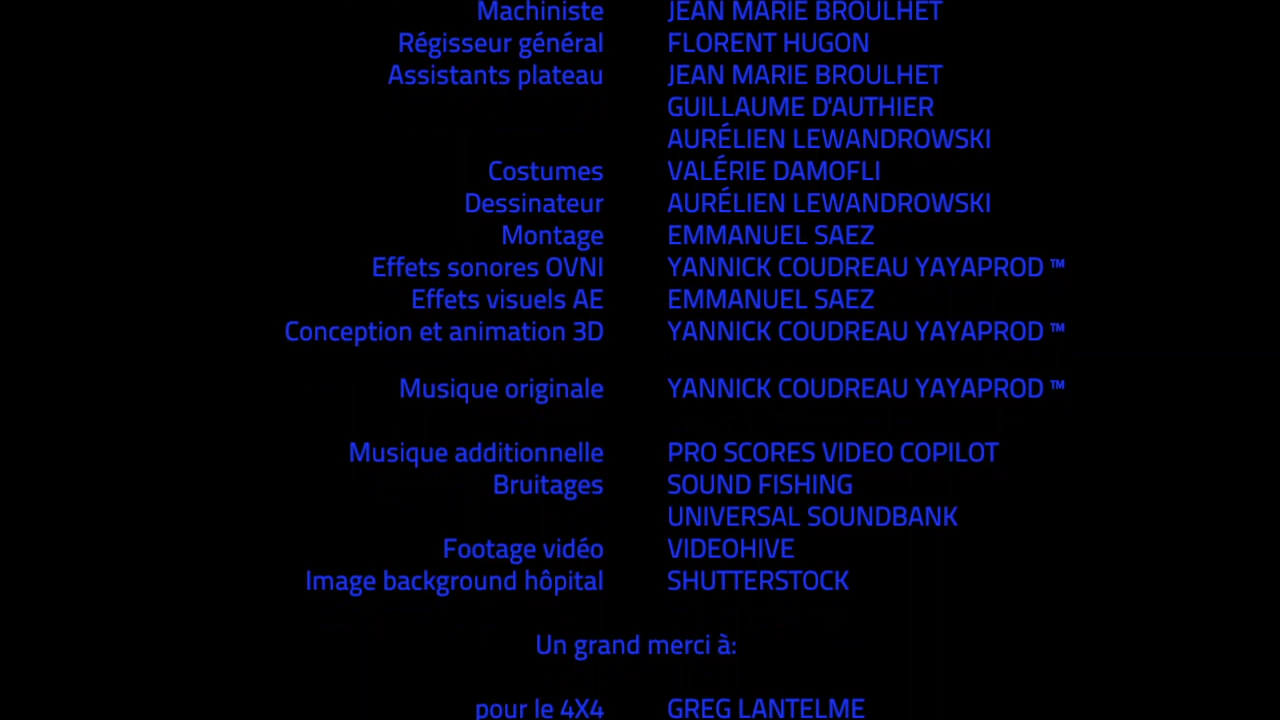 Machiniste JEAN MARIE BROULHET
Régisseur général FLORENT HUGON
Assistants plateau JEAN MARIE BROULHET
GUILLAUME D'AUTHIER
AURÉLIEN LEWANDROWSKI
Costumes VALÉRIE DAMOFLI
Dessinateur AURÉLIEN LEWANDROWSKI
Montage EMMANUEL SAEZ
Effets sonores OVNI YANNICK COUDREAU YAYAPROD ™
Effets visuels AE EMMANUEL SAEZ
Conception et animation 3D YANNICK COUDREAU YAYAPROD ™
Musique originale YANNICK COUDREAU YAYAPROD ™
Musique additionnelle PRO SCORES VIDEO COPILOT
Bruitages SOUND FISHING
UNIVERSAL SOUNDBANK
Footage vidéo VIDEOHIVE
Image background hôpital SHUTTERSTOCK
Un grand merci à:
pour le 4X4 GREG LANTELME